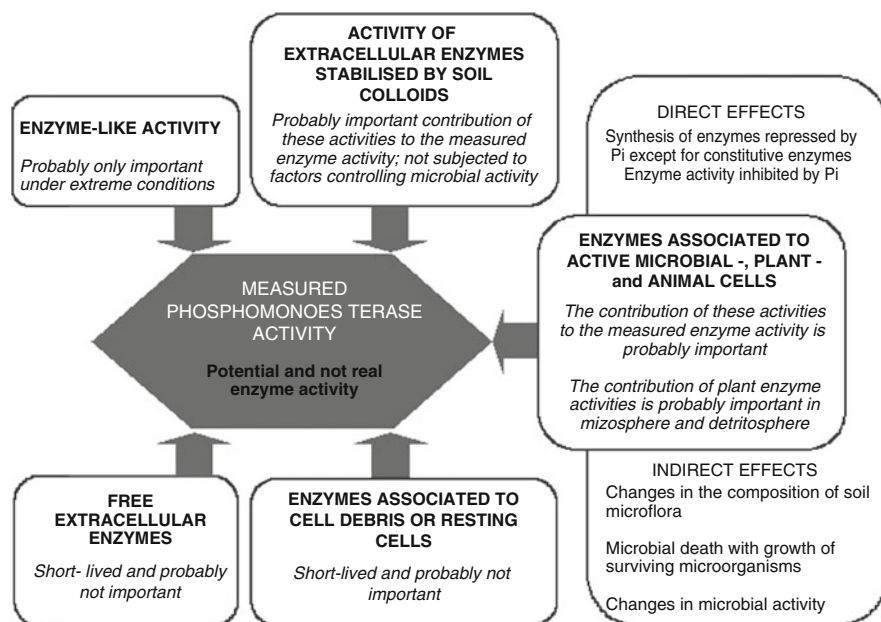 ACTIVITY OF
EXTRACELLULAR ENZYMES
STABILISED BY SOIL
COLLOIDS
Probably important contribution of
these activities to the measured
enzyme activity; not subjected to
factors controlling microbial activity
ENZYME-LIKE ACTIVITY
Probably only important
under extreme conditions
DIRECT EFFECTS
Synthesis of enzymes repressed by
Pi except for constitutive enzymes
Enzyme activity inhibited by Pi
ENZYMES ASSOCIATED TO
ACTIVE MICROBIAL -, PLANT -
and ANIMAL CELLS
The contribution of these activities
to the measured enzyme activity is
probably important
The contribution of plant enzyme
activities is probably important in
mizosphere and detritosphere
MEASURED
PHOSPHOMONOES TERASE
ACTIVITY
Potential and not real
enzyme activity
FREE
EXTRACELLULAR
ENZYMES
Short- lived and probably
not important
ENZYMES ASSOCIATED TO
CELL DEBRIS OR RESTING
CELLS
Short-lived and probably not
important
INDIRECT EFFECTS
Changes in the composition of soil
microflora
Microbial death with growth of
surviving microorganisms
Changes in microbial activity